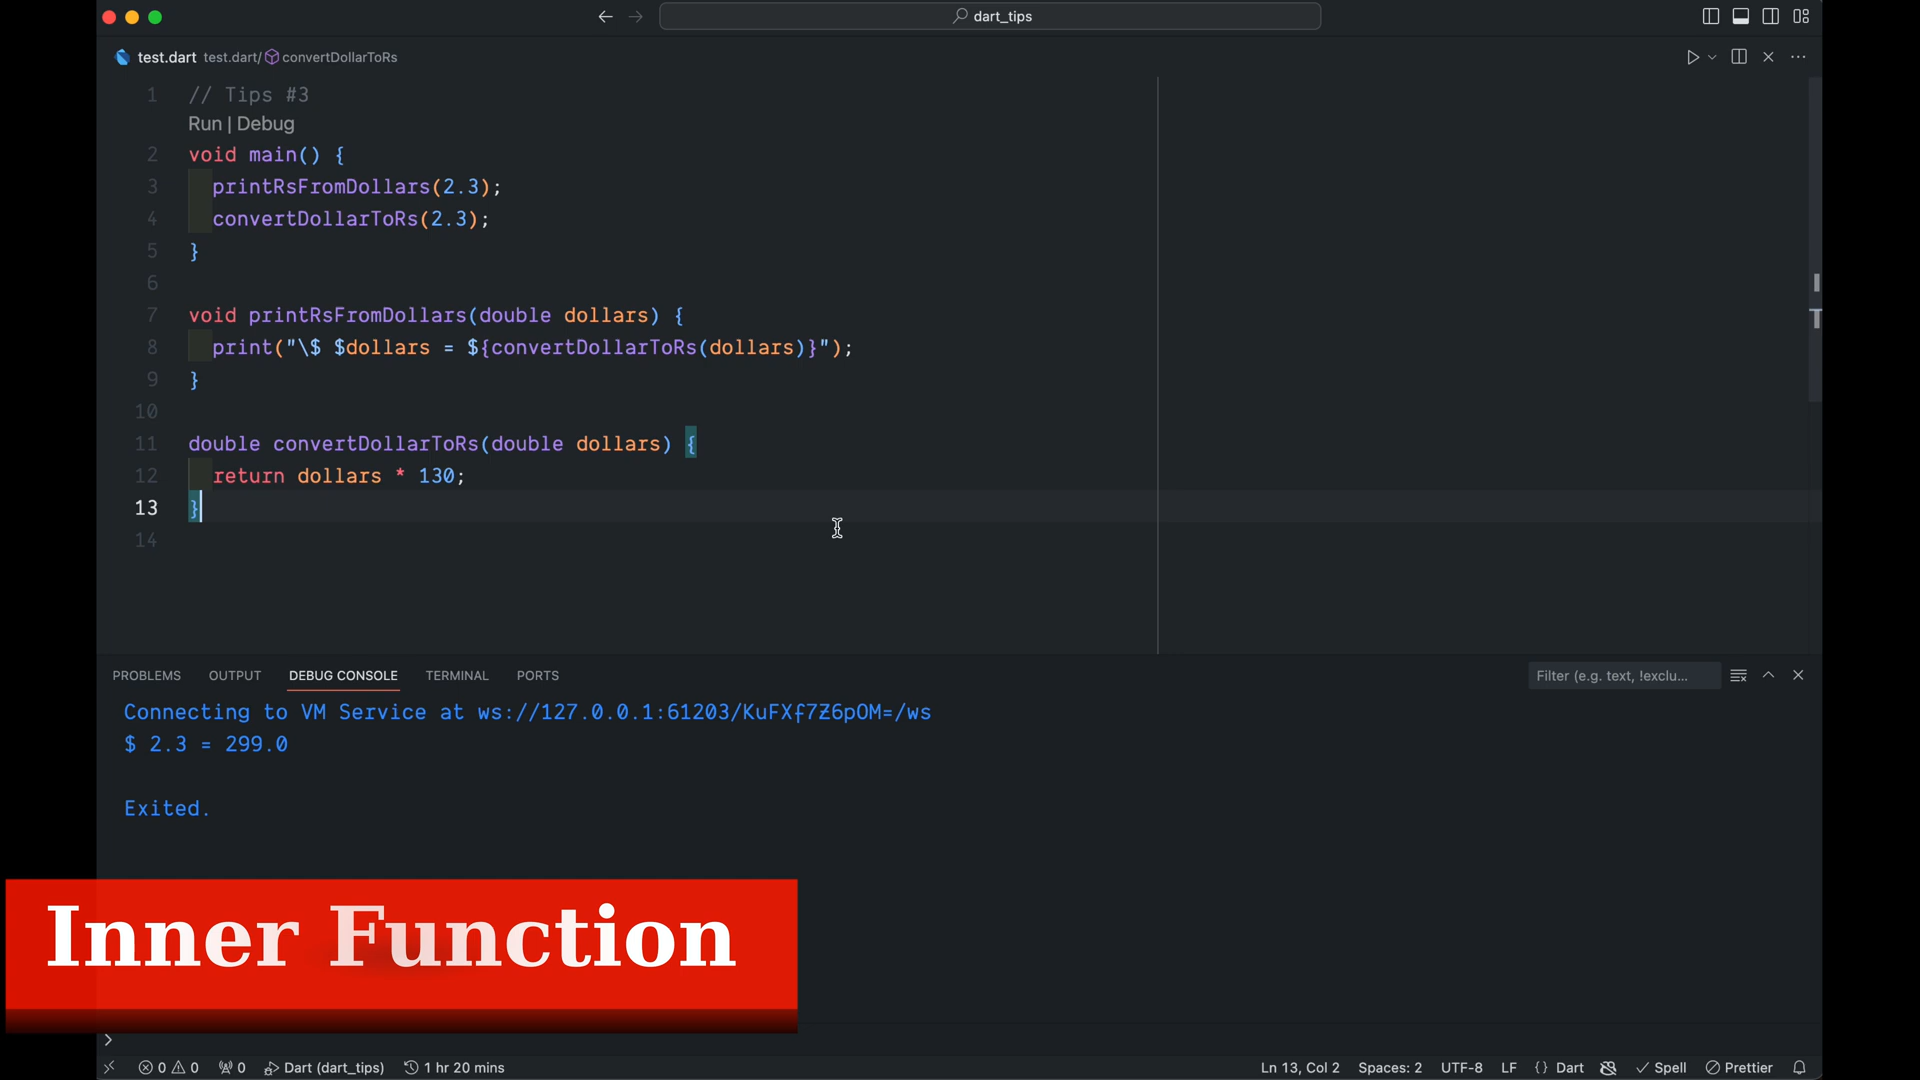 dart_tips
test.dart test.dart/ convertDollarToRs
1 // Tips #3
Run | Debug
2 void main() {
3 printRsFromDollars(2.3);
4 convertDollarToRs(2.3);
5 }
6
7 void printRsFromDollars(double dollars) {
8 print("\$ $dollars = ${convertDollarToRs(dollars)}");
9 }
10
11 double convertDollarToRs(double dollars) {
12 return dollars * 130;
13 }
14
PROBLEMS OUTPUT DEBUG CONSOLE TERMINAL PORTS Filter (e.g. text, !exclu...
Connecting to VM Service at ws://127.0.0.1:61203/KuFXf7Z6pOM=/ws
$ 2.3 = 299.0
Exited.
Inner Function
0 0 0 Dart (dart_tips) 1 hr 20 mins Ln 13, Col 2 Spaces: 2 UTF-8 LF {} Dart Spell Prettier